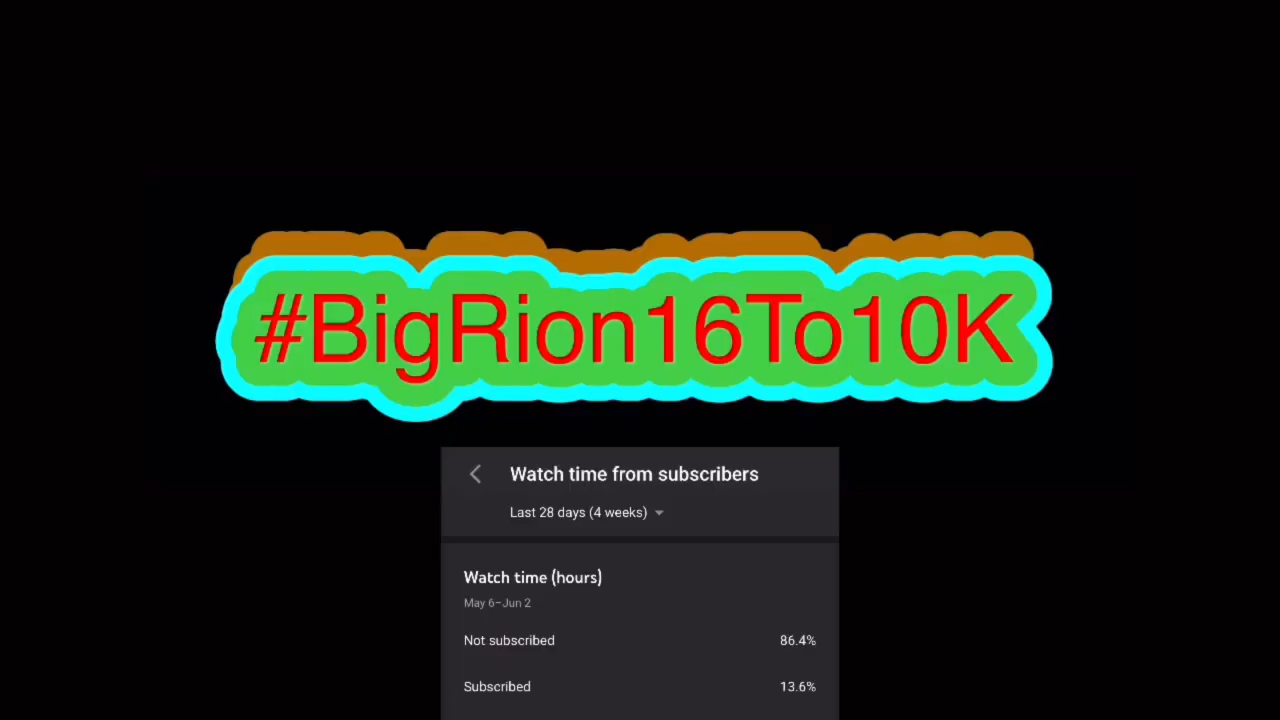 #BigRion16To10K
Watch time from subscribers
Last 28 days (4 weeks)
Watch time (hours)
May 6–Jun 2
Not subscribed 86.4%
Subscribed 13.6%